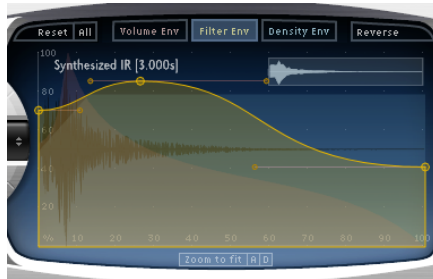 Reset All Volume Env Filter Env Density Env Reverse
100
Synthesized IR [3.000s]
80
60
40
20
% 10 20 30 40 50 60 70 80 90 100
Zoom to fit A D